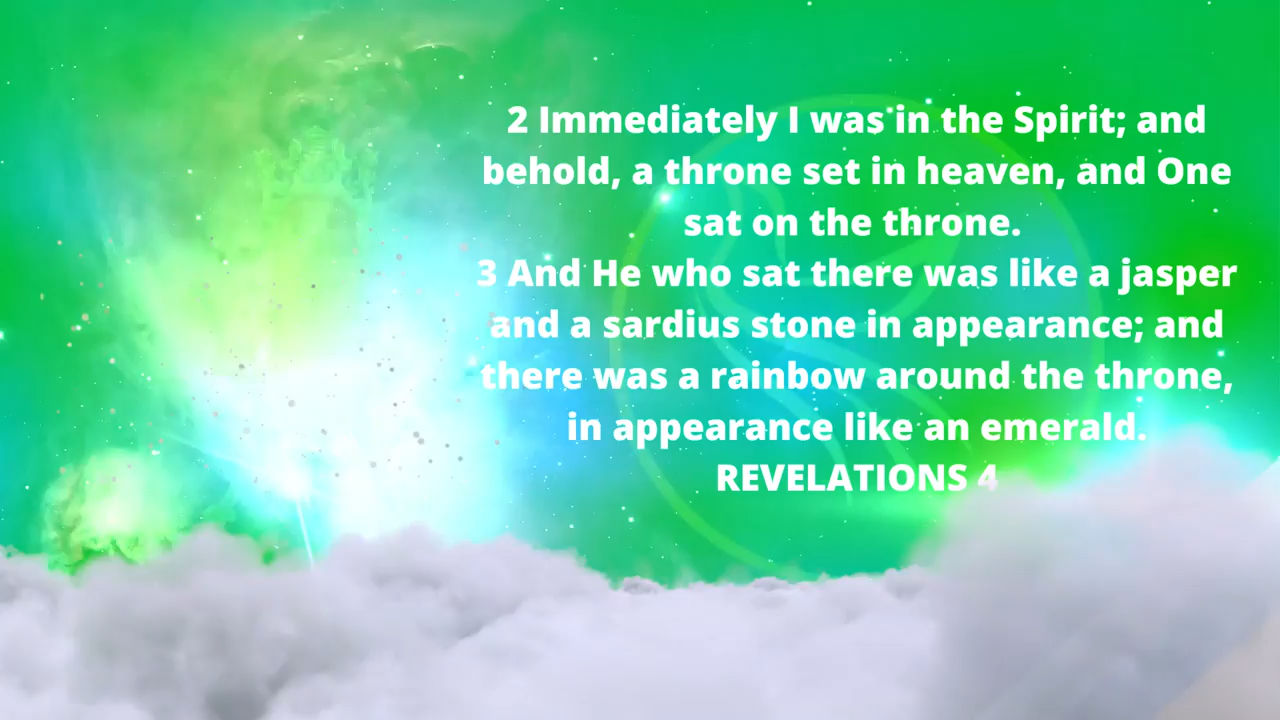 2 Immediately I was in the Spirit; and
behold, a throne set in heaven, and One
sat on the throne.
3 And He who sat there was like a jasper
and a sardius stone in appearance; and
there was a rainbow around the throne,
in appearance like an emerald.
REVELATIONS 4